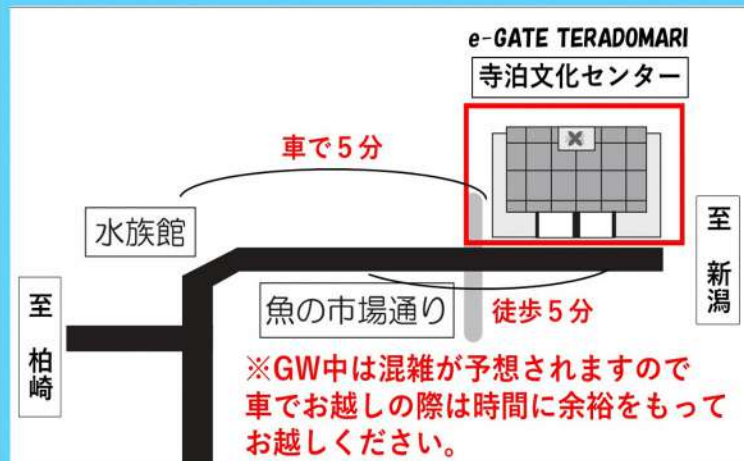 e-GATE TERADOMARI
寺泊文化センター
車で5分
水族館
至 新潟
魚の市場通り
徒歩5分
至 柏崎
※GW中は混雑が予想されますので
車でお越しの際は時間に余裕をもって
お越しください。